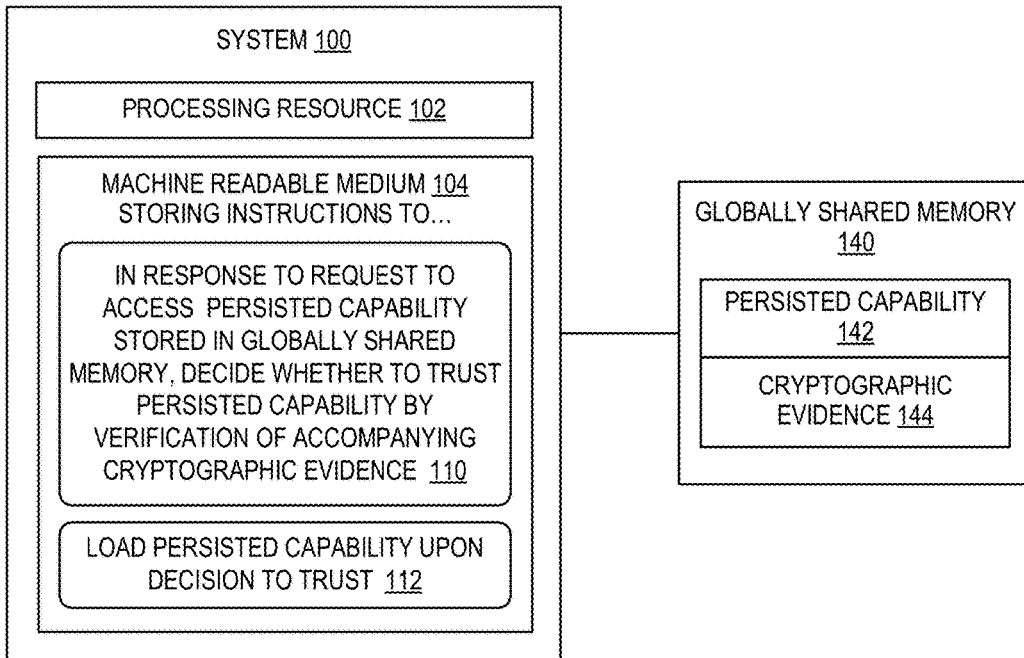 SYSTEM 100
PROCESSING RESOURCE 102
MACHINE READABLE MEDIUM 104
STORING INSTRUCTIONS TO...
IN RESPONSE TO REQUEST TO
ACCESS PERSISTED CAPABILITY
STORED IN GLOBALLY SHARED
MEMORY, DECIDE WHETHER TO TRUST
PERSISTED CAPABILITY BY
VERIFICATION OF ACCOMPANYING
CRYPTOGRAPHIC EVIDENCE 110
LOAD PERSISTED CAPABILITY UPON
DECISION TO TRUST 112
GLOBALLY SHARED MEMORY
140
PERSISTED CAPABILITY
142
CRYPTOGRAPHIC
EVIDENCE 144